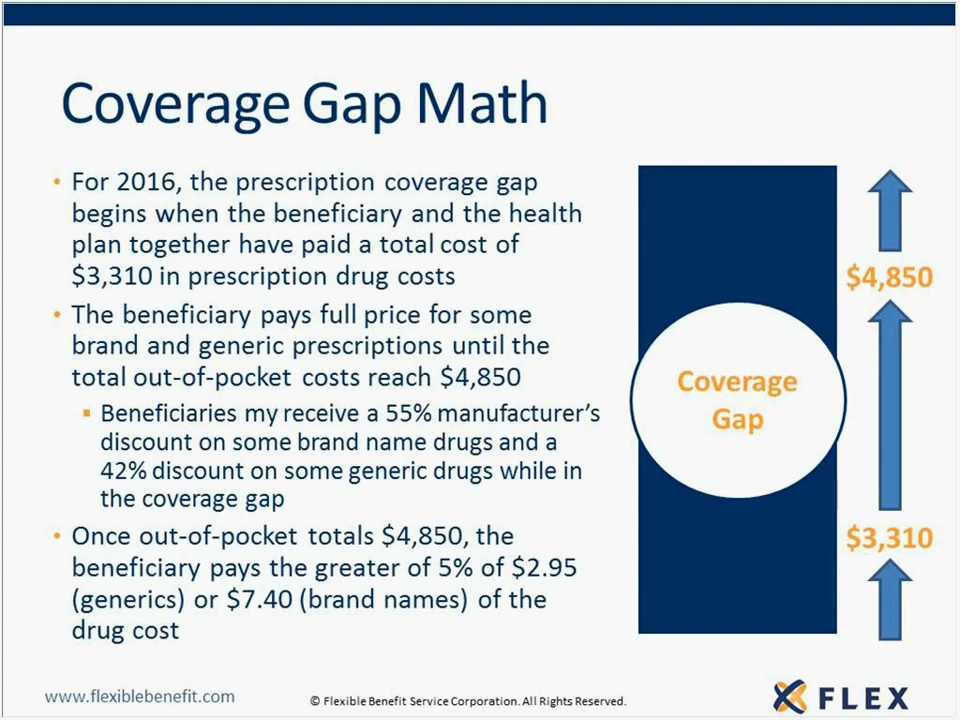 Coverage Gap Math
• For 2016, the prescription coverage gap
begins when the beneficiary and the health
plan together have paid a total cost of
$3,310 in prescription drug costs
• The beneficiary pays full price for some
brand and generic prescriptions until the
total out-of-pocket costs reach $4,850
▪ Beneficiaries my receive a 55% manufacturer's
discount on some brand name drugs and a
42% discount on some generic drugs while in
the coverage gap
• Once out-of-pocket totals $4,850, the
beneficiary pays the greater of 5% of $2.95
(generics) or $7.40 (brand names) of the
drug cost
$4,850
Coverage
Gap
$3,310
www.flexiblebenefit.com
© Flexible Benefit Service Corporation. All Rights Reserved.
FLEX